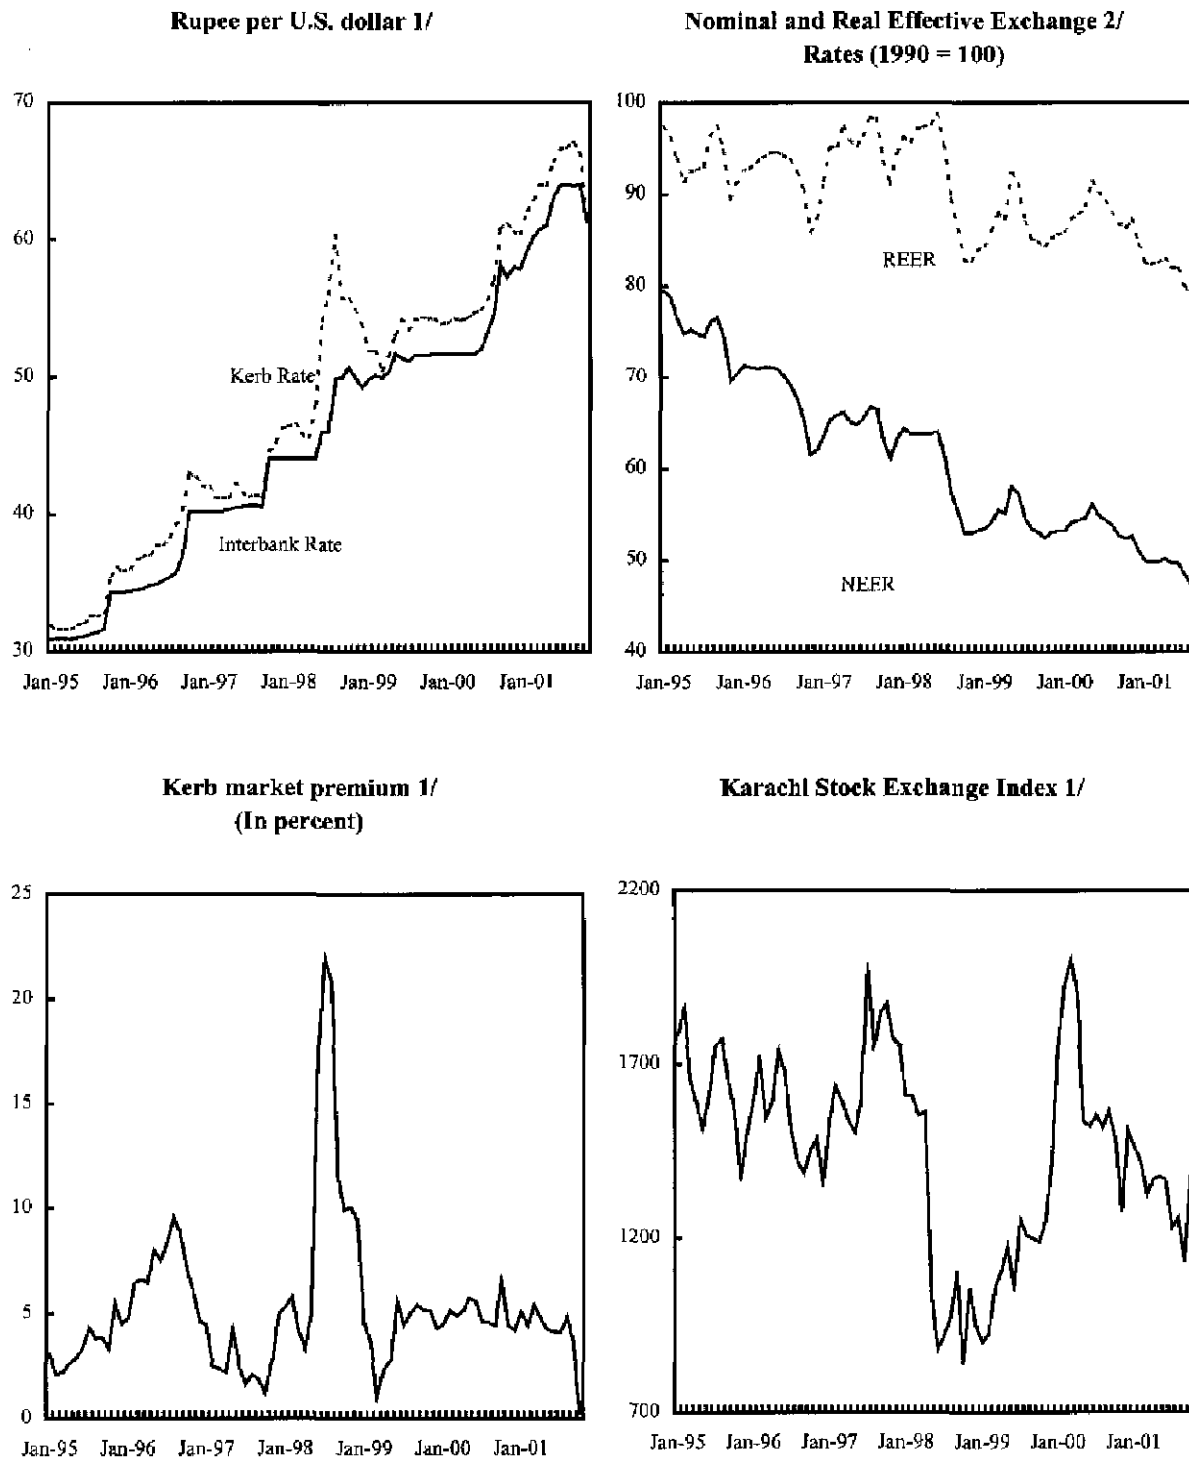 Rupee per U.S. dollar 1/
70
60
50
40
30
Kerb Rate
Interbank Rate
Jan-95 Jan-96 Jan-97 Jan-98 Jan-99 Jan-00 Jan-01
Nominal and Real Effective Exchange 2/
Rates (1990 = 100)
100
90
80
70
60
50
40
REER
NEER
Jan-95 Jan-96 Jan-97 Jan-98 Jan-99 Jan-00 Jan-01
Kerb market premium 1/
(In percent)
25
20
15
10
5
0
Jan-95 Jan-96 Jan-97 Jan-98 Jan-99 Jan-00 Jan-01
Karachi Stock Exchange Index 1/
2200
1700
1200
700
Jan-95 Jan-96 Jan-97 Jan-98 Jan-99 Jan-00 Jan-01